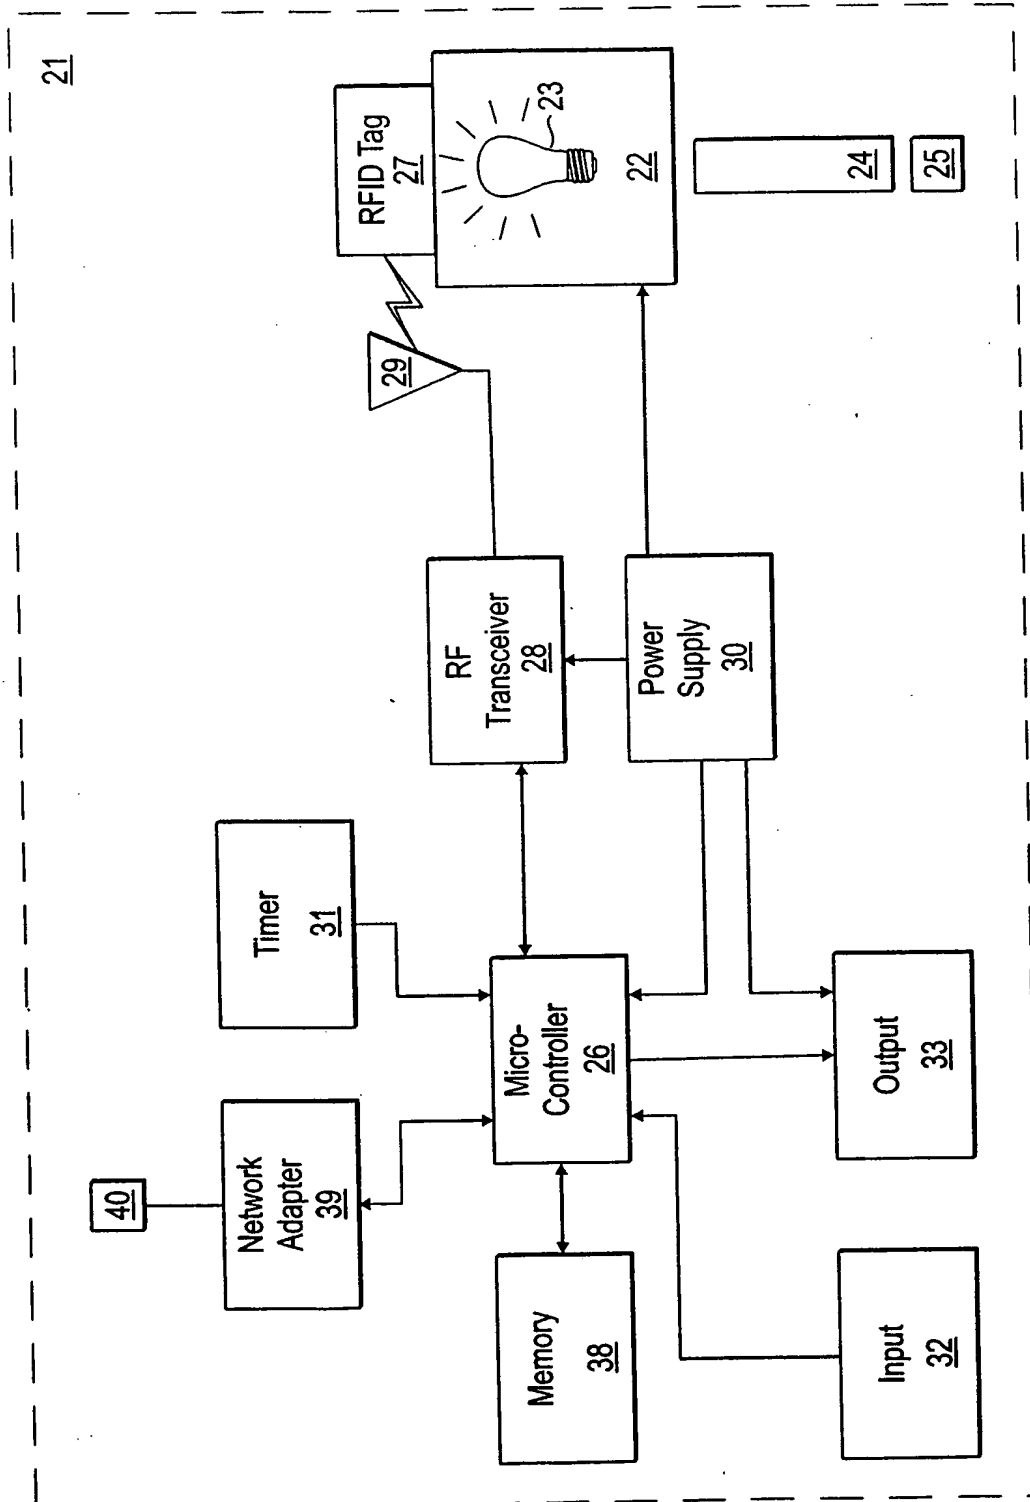 21
RFID Tag
27
23
22
24
25
29
RF
Transceiver
28
Power
Supply
30
Timer
31
Micro-
Controller
26
40
Network
Adapter
39
Output
33
Memory
38
Input
32